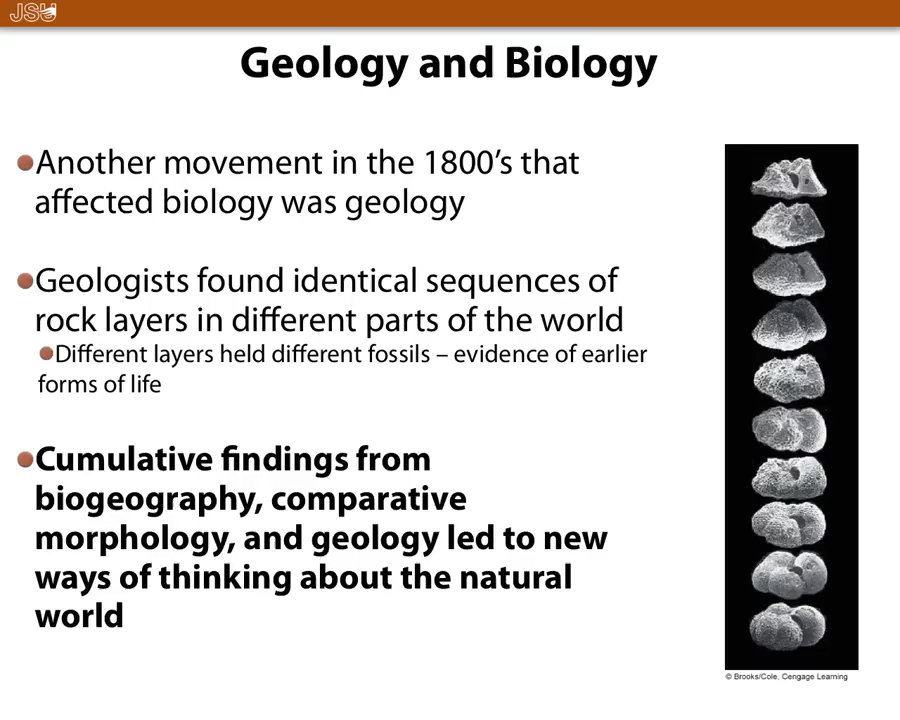 JSU
Geology and Biology
Another movement in the 1800’s that
affected biology was geology
Geologists found identical sequences of
rock layers in different parts of the world
Different layers held different fossils – evidence of earlier
forms of life
Cumulative findings from
biogeography, comparative
morphology, and geology led to new
ways of thinking about the natural
world
© Brooks/Cole, Cengage Learning